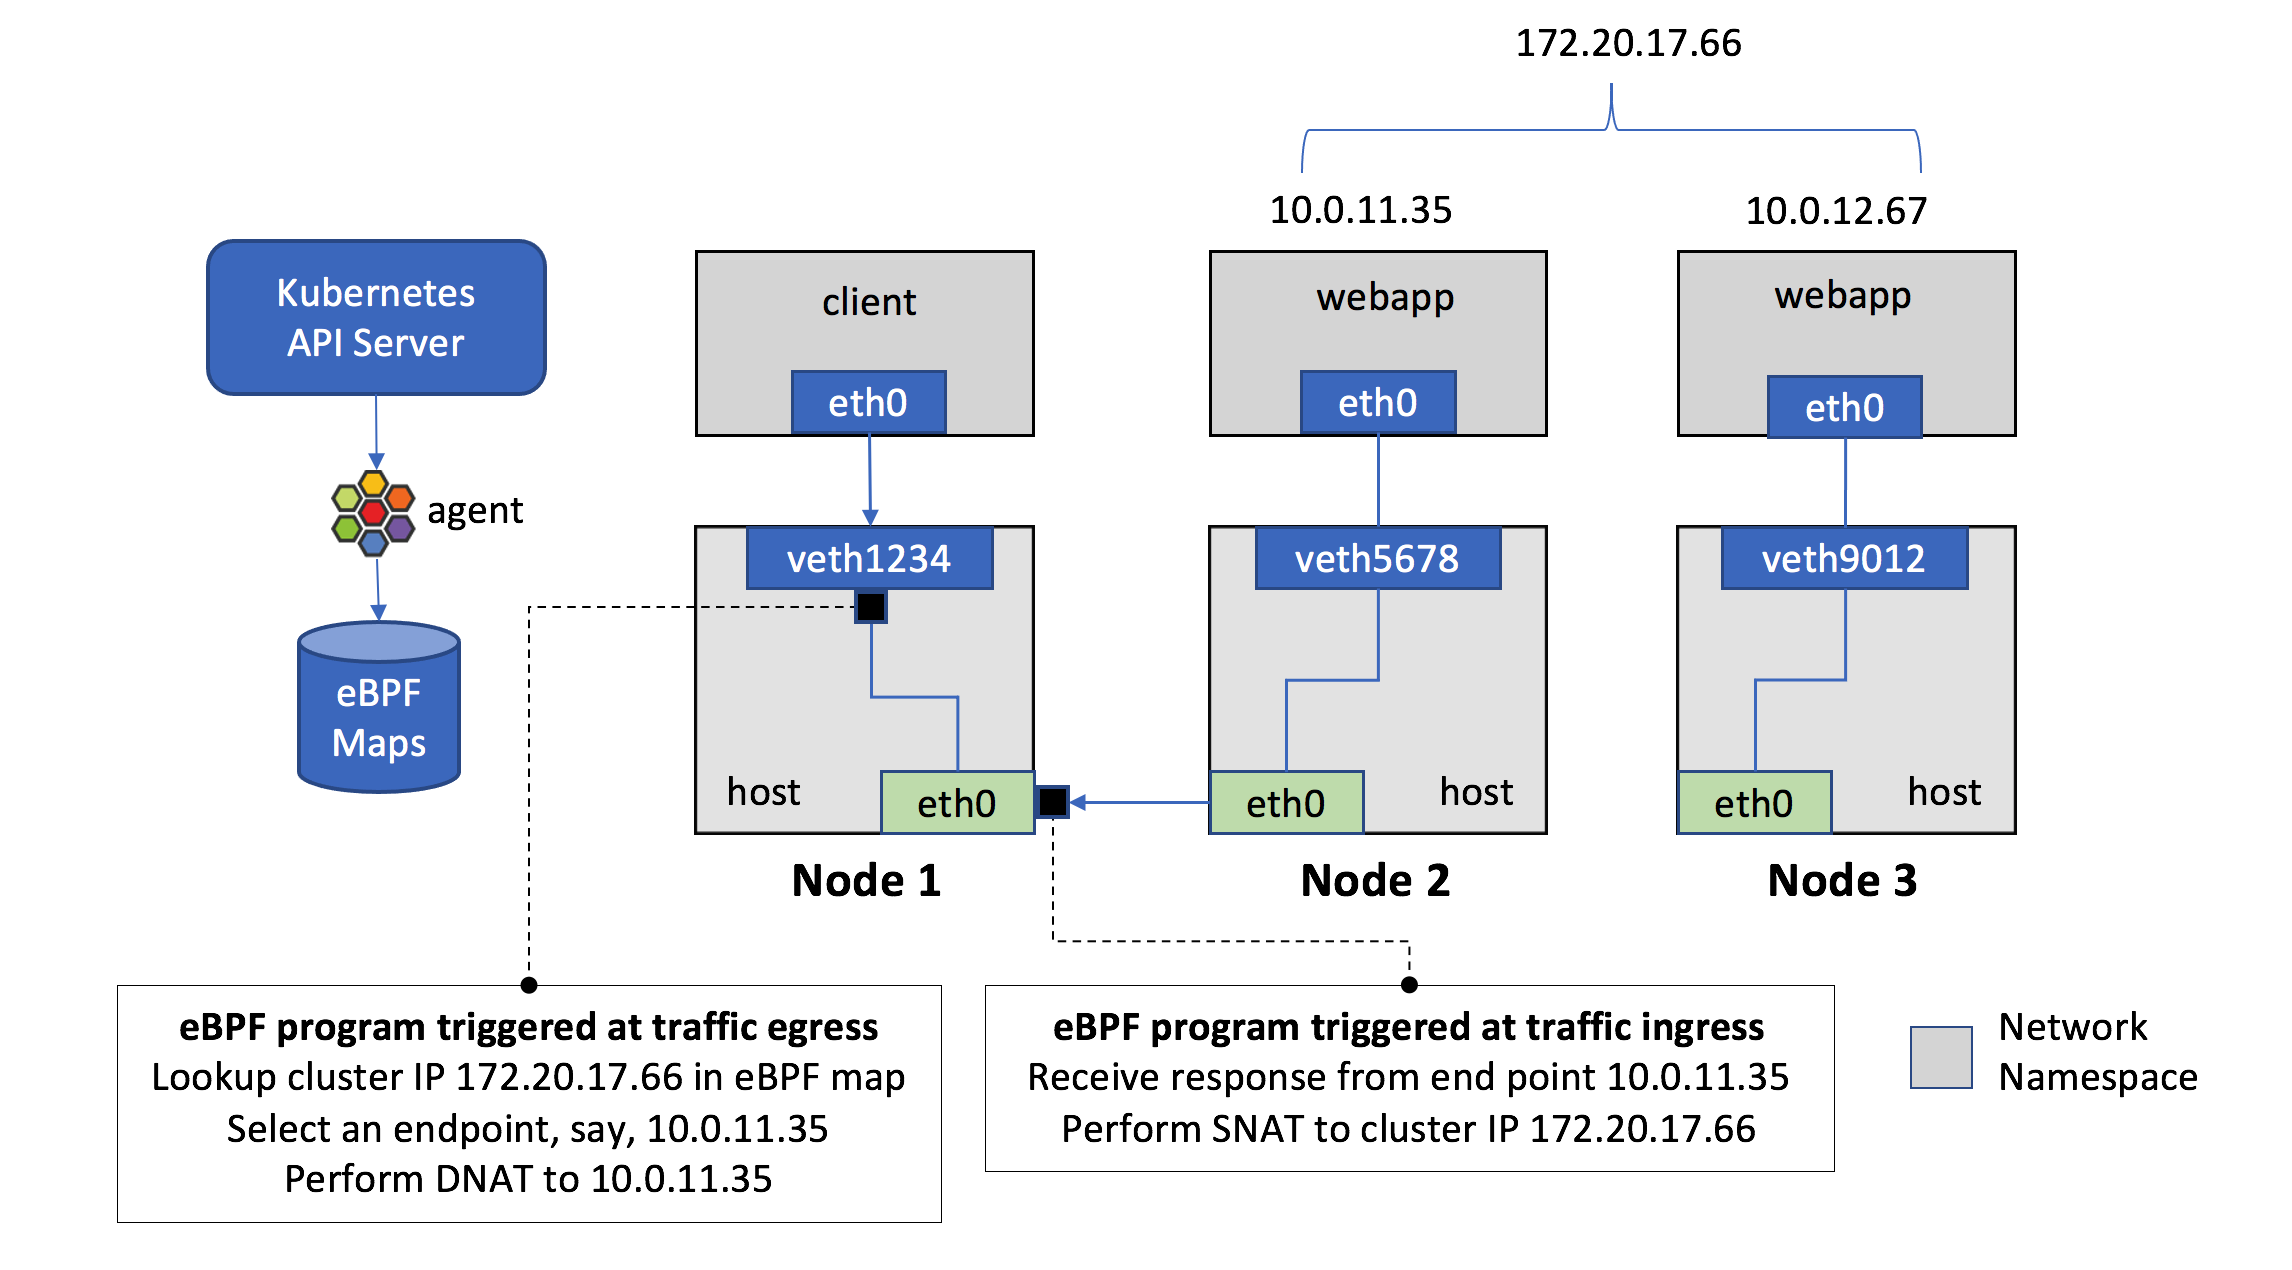 172.20.17.66
10.0.11.35
10.0.12.67
Kubernetes
API Server
agent
eBPF
Maps
client
eth0
webapp
eth0
webapp
eth0
veth1234
host
eth0
Node 1
veth5678
eth0
host
Node 2
veth9012
eth0
host
Node 3
eBPF program triggered at traffic egress
Lookup cluster IP 172.20.17.66 in eBPF map
Select an endpoint, say, 10.0.11.35
Perform DNAT to 10.0.11.35
eBPF program triggered at traffic ingress
Receive response from end point 10.0.11.35
Perform SNAT to cluster IP 172.20.17.66
Network
Namespace